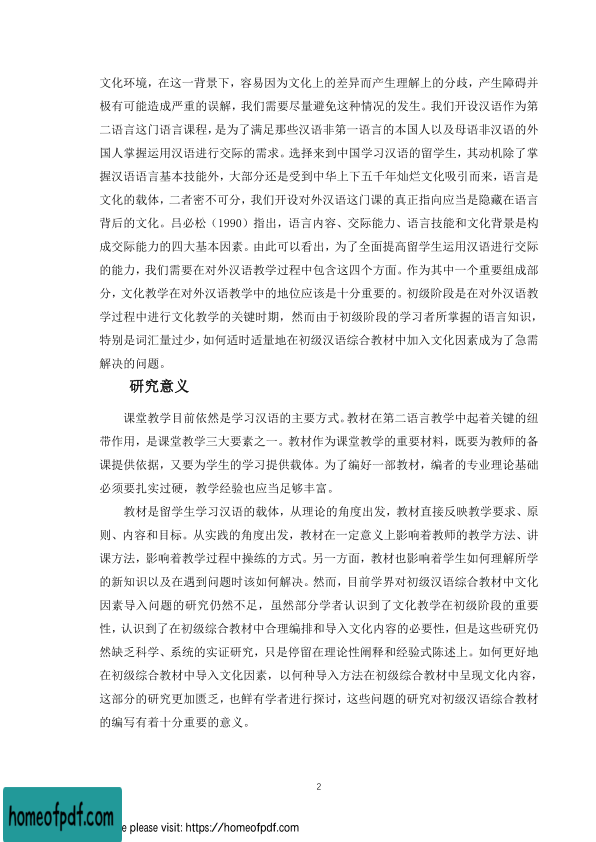 文化环境，在这一背景下，容易因为文化上的差异而产生理解上的分歧，产生障碍并
极有可能造成严重的误解，我们需要尽量避免这种情况的发生。我们开设汉语作为第
二语言这门语言课程，是为了满足那些汉语非第一语言的本国人以及母语非汉语的外
国人掌握运用汉语进行交际的需求。选择来到中国学习汉语的留学生，其动机除了掌
握汉语语言基本技能外，大部分还是受到中华上下五千年灿烂文化吸引而来，语言是
文化的载体，二者密不可分，我们开设对外汉语这门课的真正指向应当是隐藏在语言
背后的文化。吕必松（1990）指出，语言内容、交际能力、语言技能和文化背景是构
成交际能力的四大基本因素。由此可以看出，为了全面提高留学生运用汉语进行交际
的能力，我们需要在对外汉语教学过程中包含这四个方面。作为其中一个重要组成部
分，文化教学在对外汉语教学中的地位应该是十分重要的。初级阶段是在对外汉语教
学过程中进行文化教学的关键时期，然而由于初级阶段的学习者所掌握的语言知识，
特别是词汇量过少，如何适时适量地在初级汉语综合教材中加入文化因素成为了急需
解决的问题。
研究意义
课堂教学目前依然是学习汉语的主要方式。教材在第二语言教学中起着关键的纽
带作用，是课堂教学三大要素之一。教材作为课堂教学的重要材料，既要为教师的备
课提供依据，又要为学生的学习提供载体。为了编好一部教材，编者的专业理论基础
必须要扎实过硬，教学经验也应当足够丰富。
教材是留学生学习汉语的载体，从理论的角度出发，教材直接反映教学要求、原
则、内容和目标。从实践的角度出发，教材在一定意义上影响着教师的教学方法、讲
课方法，影响着教学过程中操练的方式。另一方面，教材也影响着学生如何理解所学
的新知识以及在遇到问题时该如何解决。然而，目前学界对初级汉语综合教材中文化
因素导入问题的研究仍然不足，虽然部分学者认识到了文化教学在初级阶段的重要
性，认识到了在初级综合教材中合理编排和导入文化内容的必要性，但是这些研究仍
然缺乏科学、系统的实证研究，只是停留在理论性阐释和经验式陈述上。如何更好地
在初级综合教材中导入文化因素，以何种导入方法在初级综合教材中呈现文化内容，
这部分的研究更加匮乏，也鲜有学者进行探讨，这些问题的研究对初级汉语综合教材
的编写有着十分重要的意义。
2
homeofpdf.com
e please visit: https://homeofpdf.com